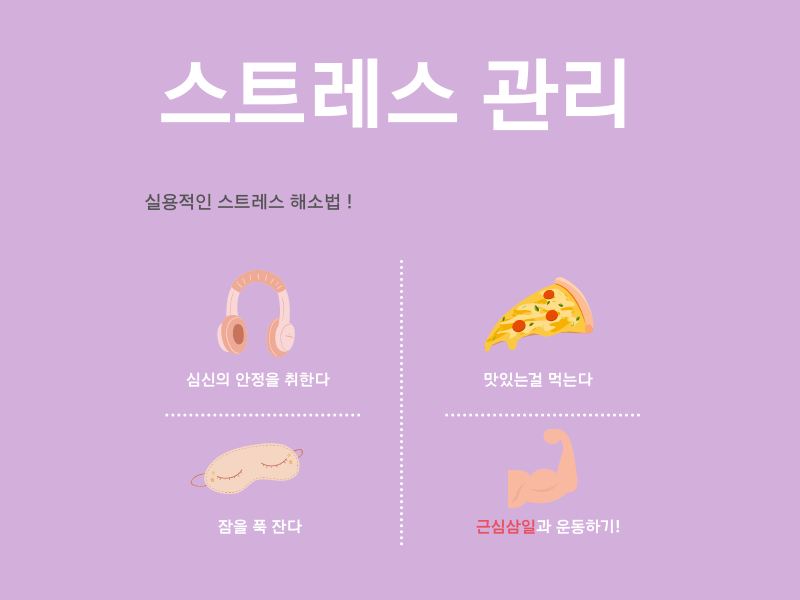 스트레스 관리
실용적인 스트레스 해소법 !
심신의 안정을 취한다
맛있는걸 먹는다
잠을 푹 잔다
근심삼일과 운동하기!